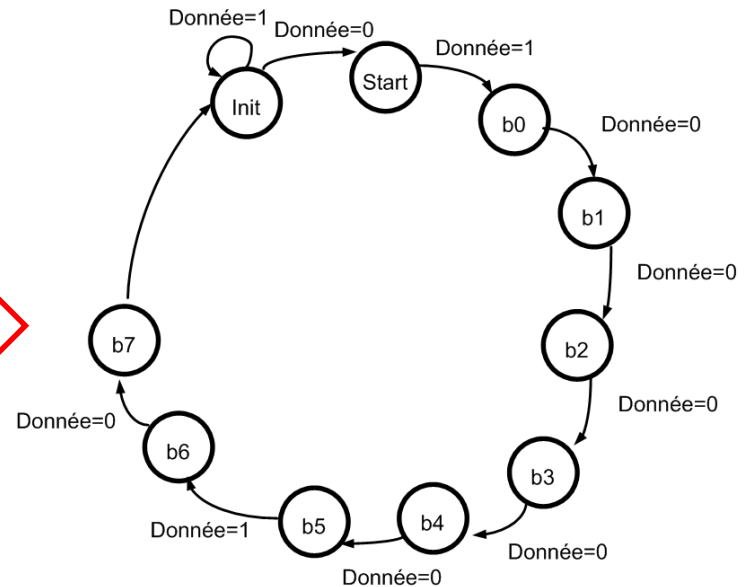 Donnée=1
Donnée=0
Init
Start
Donnée=1
b0
Donnée=0
b1
Donnée=0
b2
Donnée=0
b3
Donnée=0
b4
Donnée=0
b5
Donnée=1
b6
Donnée=0
b7